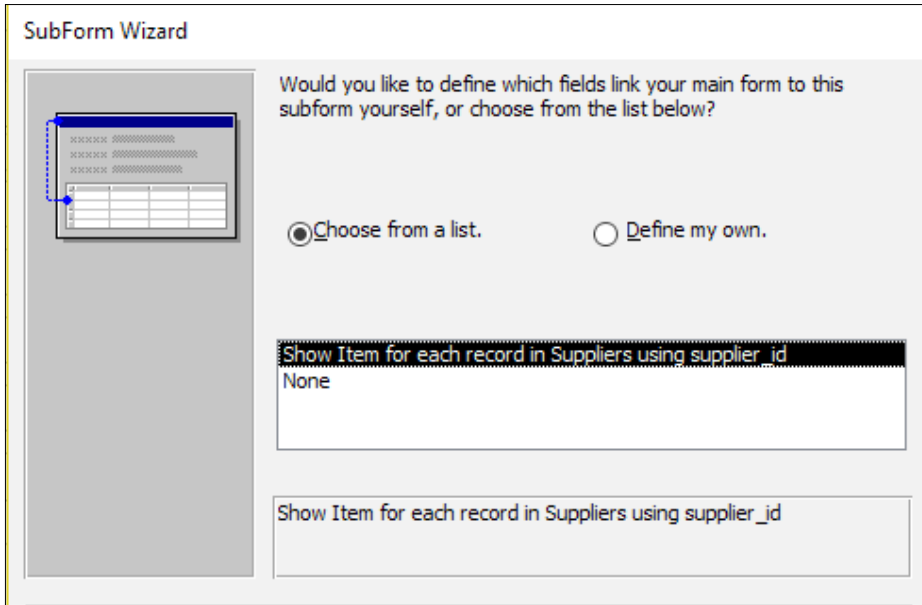 SubForm Wizard
Would you like to define which fields link your main form to this
subform yourself, or choose from the list below?
Choose from a list.
Define my own.
Show Item for each record in Suppliers using supplier_id
None
Show Item for each record in Suppliers using supplier_id